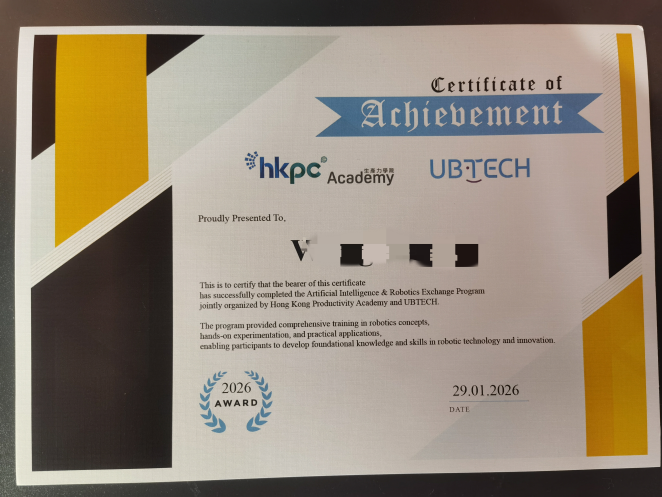 Certificate of
Achievement
hkpc®
生產力學院
Academy
UBTECH
Proudly Presented To,
This is to certify that the bearer of this certificate
has successfully completed the Artificial Intelligence & Robotics Exchange Program
jointly organized by Hong Kong Productivity Academy and UBTECH.
The program provided comprehensive training in robotics concepts,
hands-on experimentation, and practical applications,
enabling participants to develop foundational knowledge and skills in robotic technology and innovation.
2026
AWARD
29.01.2026
DATE